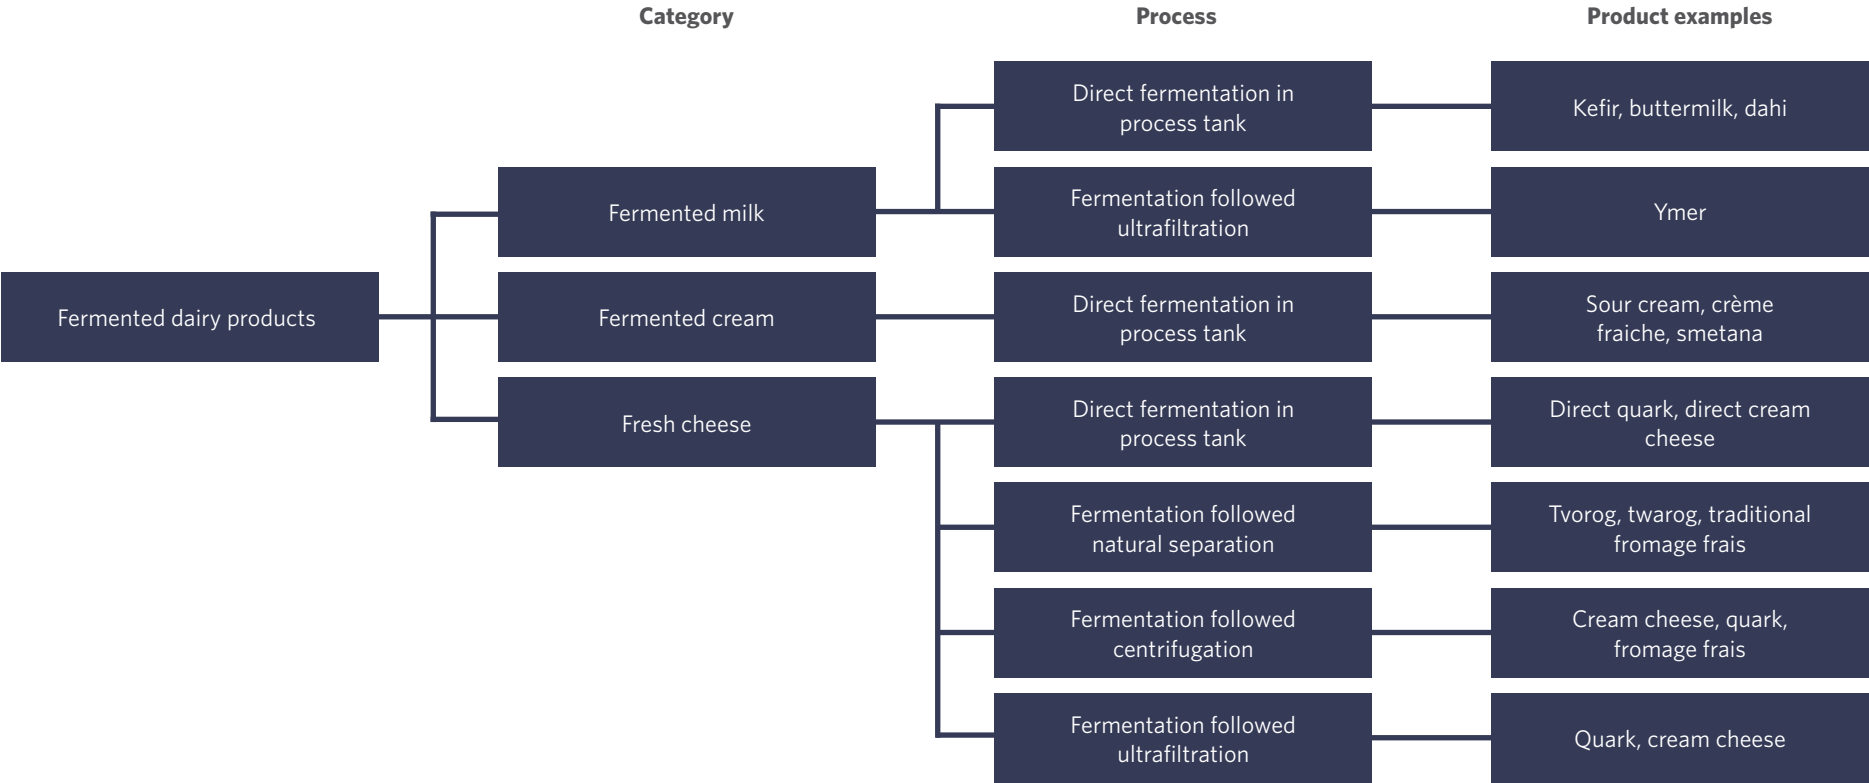 Category
Process
Product examples
Direct fermentation in
process tank
Kefir, buttermilk, dahi
Fermented milk
Fermentation followed
ultrafiltration
Ymer
Fermented dairy products
Fermented cream
Direct fermentation in
process tank
Sour cream, crème
fraiche, smetana
Fresh cheese
Direct fermentation in
process tank
Direct quark, direct cream
cheese
Fermentation followed
natural separation
Tvorog, twarog, traditional
fromage frais
Fermentation followed
centrifugation
Cream cheese, quark,
fromage frais
Fermentation followed
ultrafiltration
Quark, cream cheese